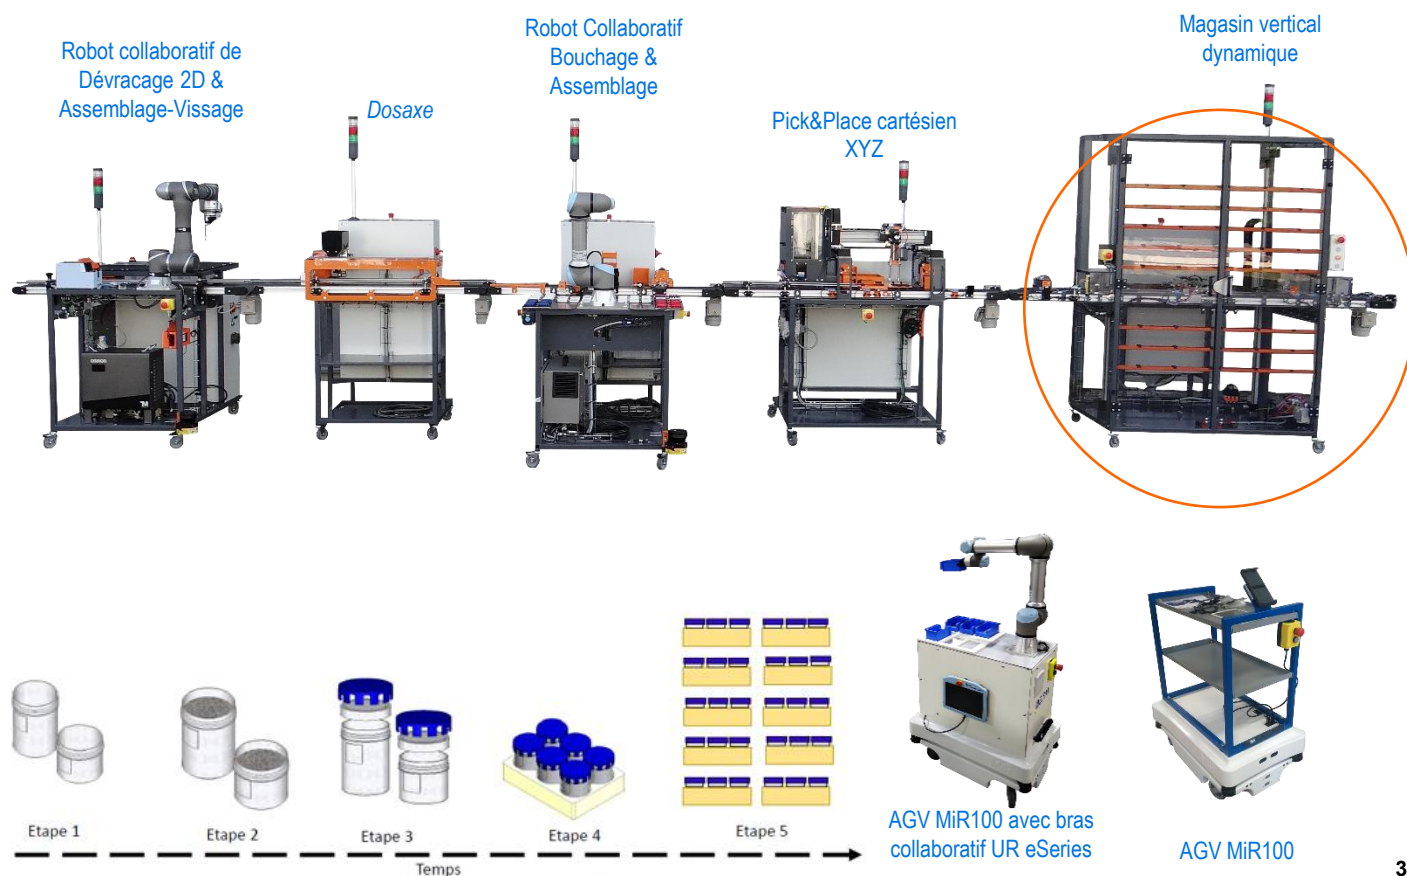 Robot collaboratif de
Dévracage 2D &
Assemblage-Vissage
Dosaxe
Robot Collaboratif
Bouchage &
Assemblage
Pick&Place cartésien
XYZ
Magasin vertical
dynamique
Etape 1
Etape 2
Etape 3
Etape 4
Etape 5
Temps
AGV MiR100 avec bras
collaboratif UR eSeries
AGV MiR100
3